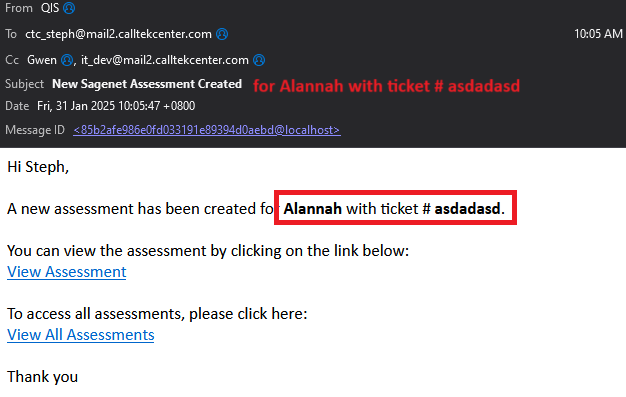 From QIS
To ctc_steph@mail2.calltekcenter.com 10:05 AM
Cc Gwen , it_dev@mail2.calltekcenter.com
Subject New Sagenet Assessment Created for Alannah with ticket # asdadasd
Date Fri, 31 Jan 2025 10:05:47 +0800
Message ID <85b2afe986e0fd033191e89394d0aebd@localhost>
Hi Steph,
A new assessment has been created for Alannah with ticket # asdadasd.
You can view the assessment by clicking on the link below:
View Assessment
To access all assessments, please click here:
View All Assessments
Thank you